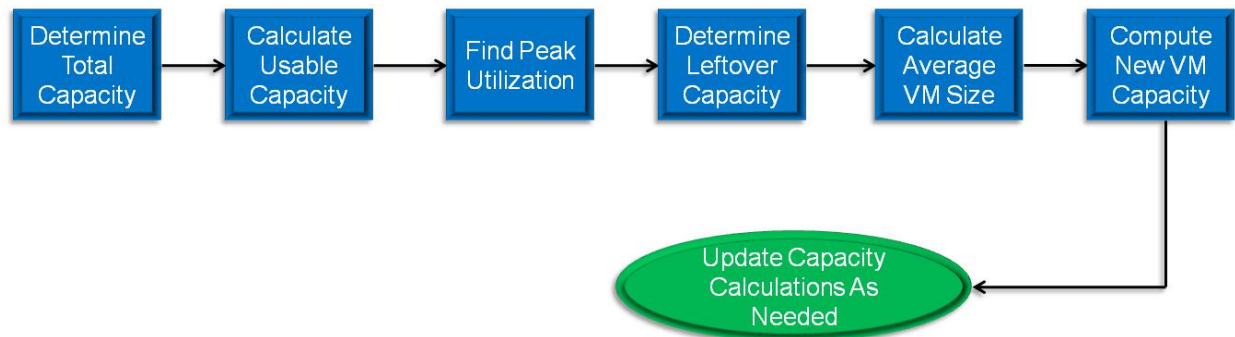 Determine
Total
Capacity
Calculate
Usable
Capacity
Find Peak
Utilization
Determine
Leftover
Capacity
Calculate
Average
VM Size
Compute
New VM
Capacity
Update Capacity
Calculations As
Needed